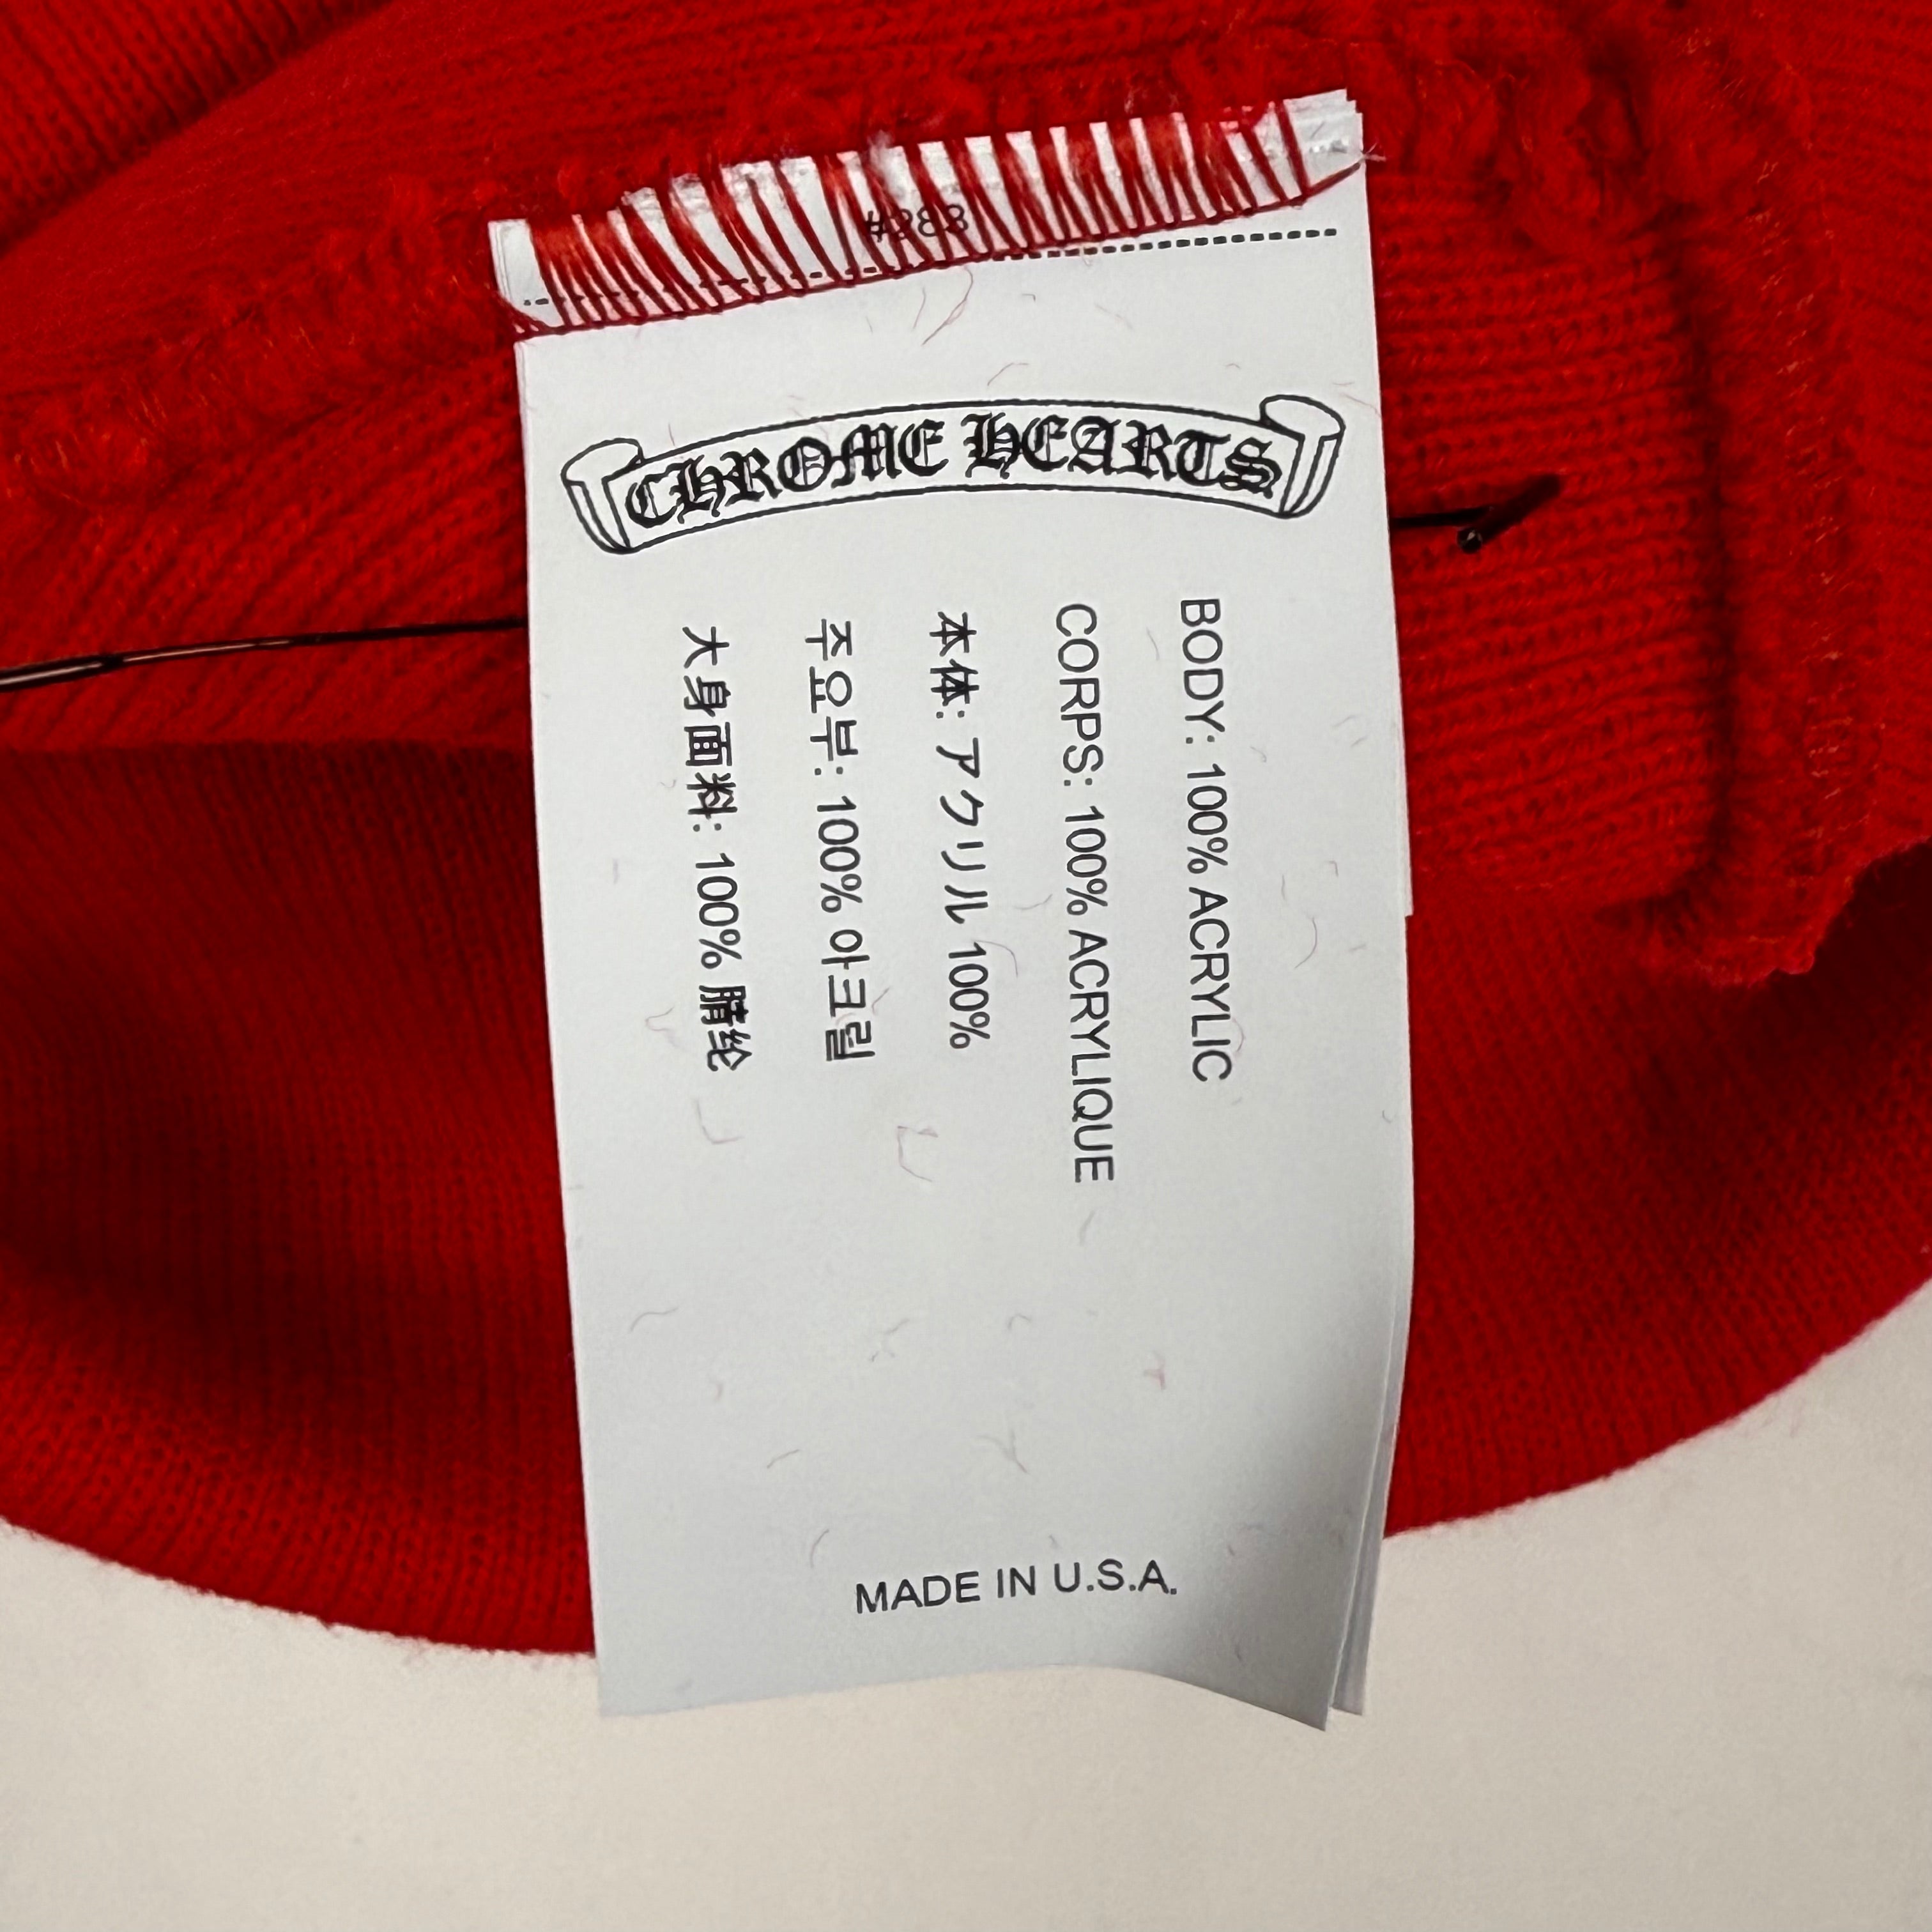 #283
CHROME HEARTS
BODY: 100% ACRYLIC
CORPS: 100% ACRYLIQUE
本体: アクリル 100%
주요부: 100% 아크릴
大身面料: 100% 腈纶
MADE IN U.S.A.